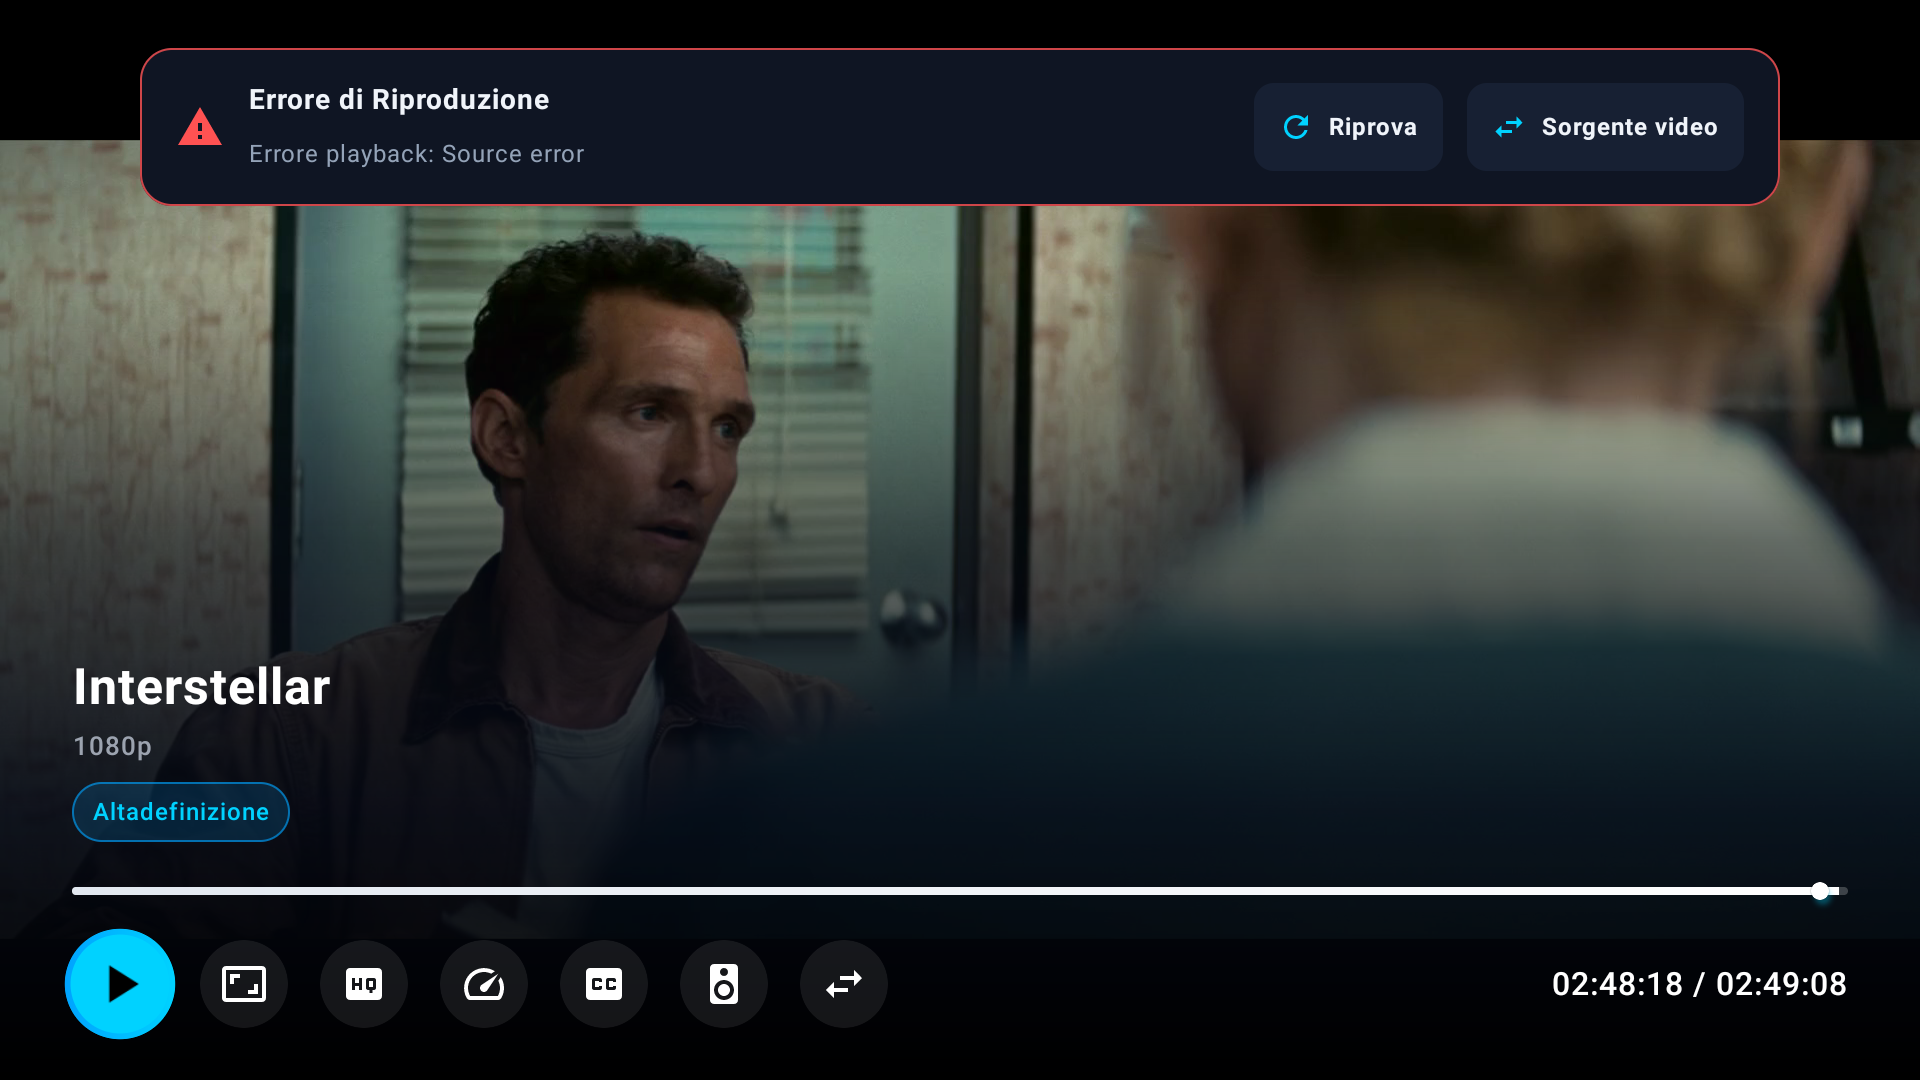 Errore di Riproduzione
Errore playback: Source error
Riprova
Sorgente video
Interstellar
1080p
Altadefinizione
HQ
CC
02:48:18 / 02:49:08